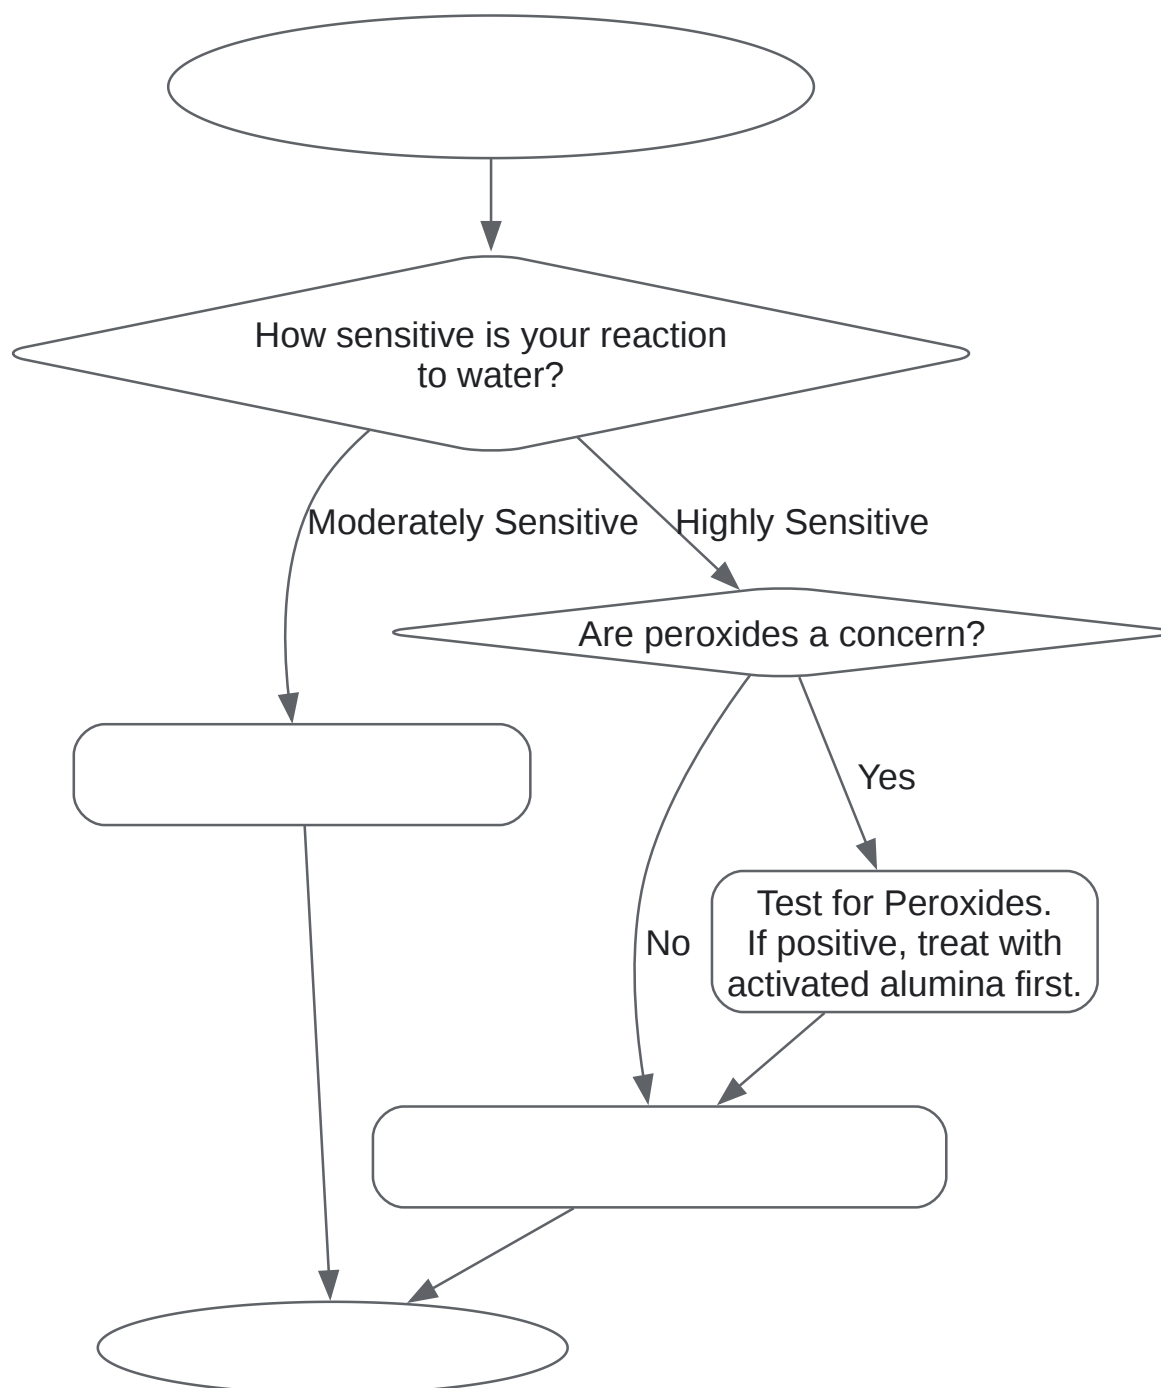 How sensitive is your reaction
to water?
Moderately Sensitive
Highly Sensitive
Are peroxides a concern?
Yes
Test for Peroxides.
If positive, treat with
activated alumina first.
No